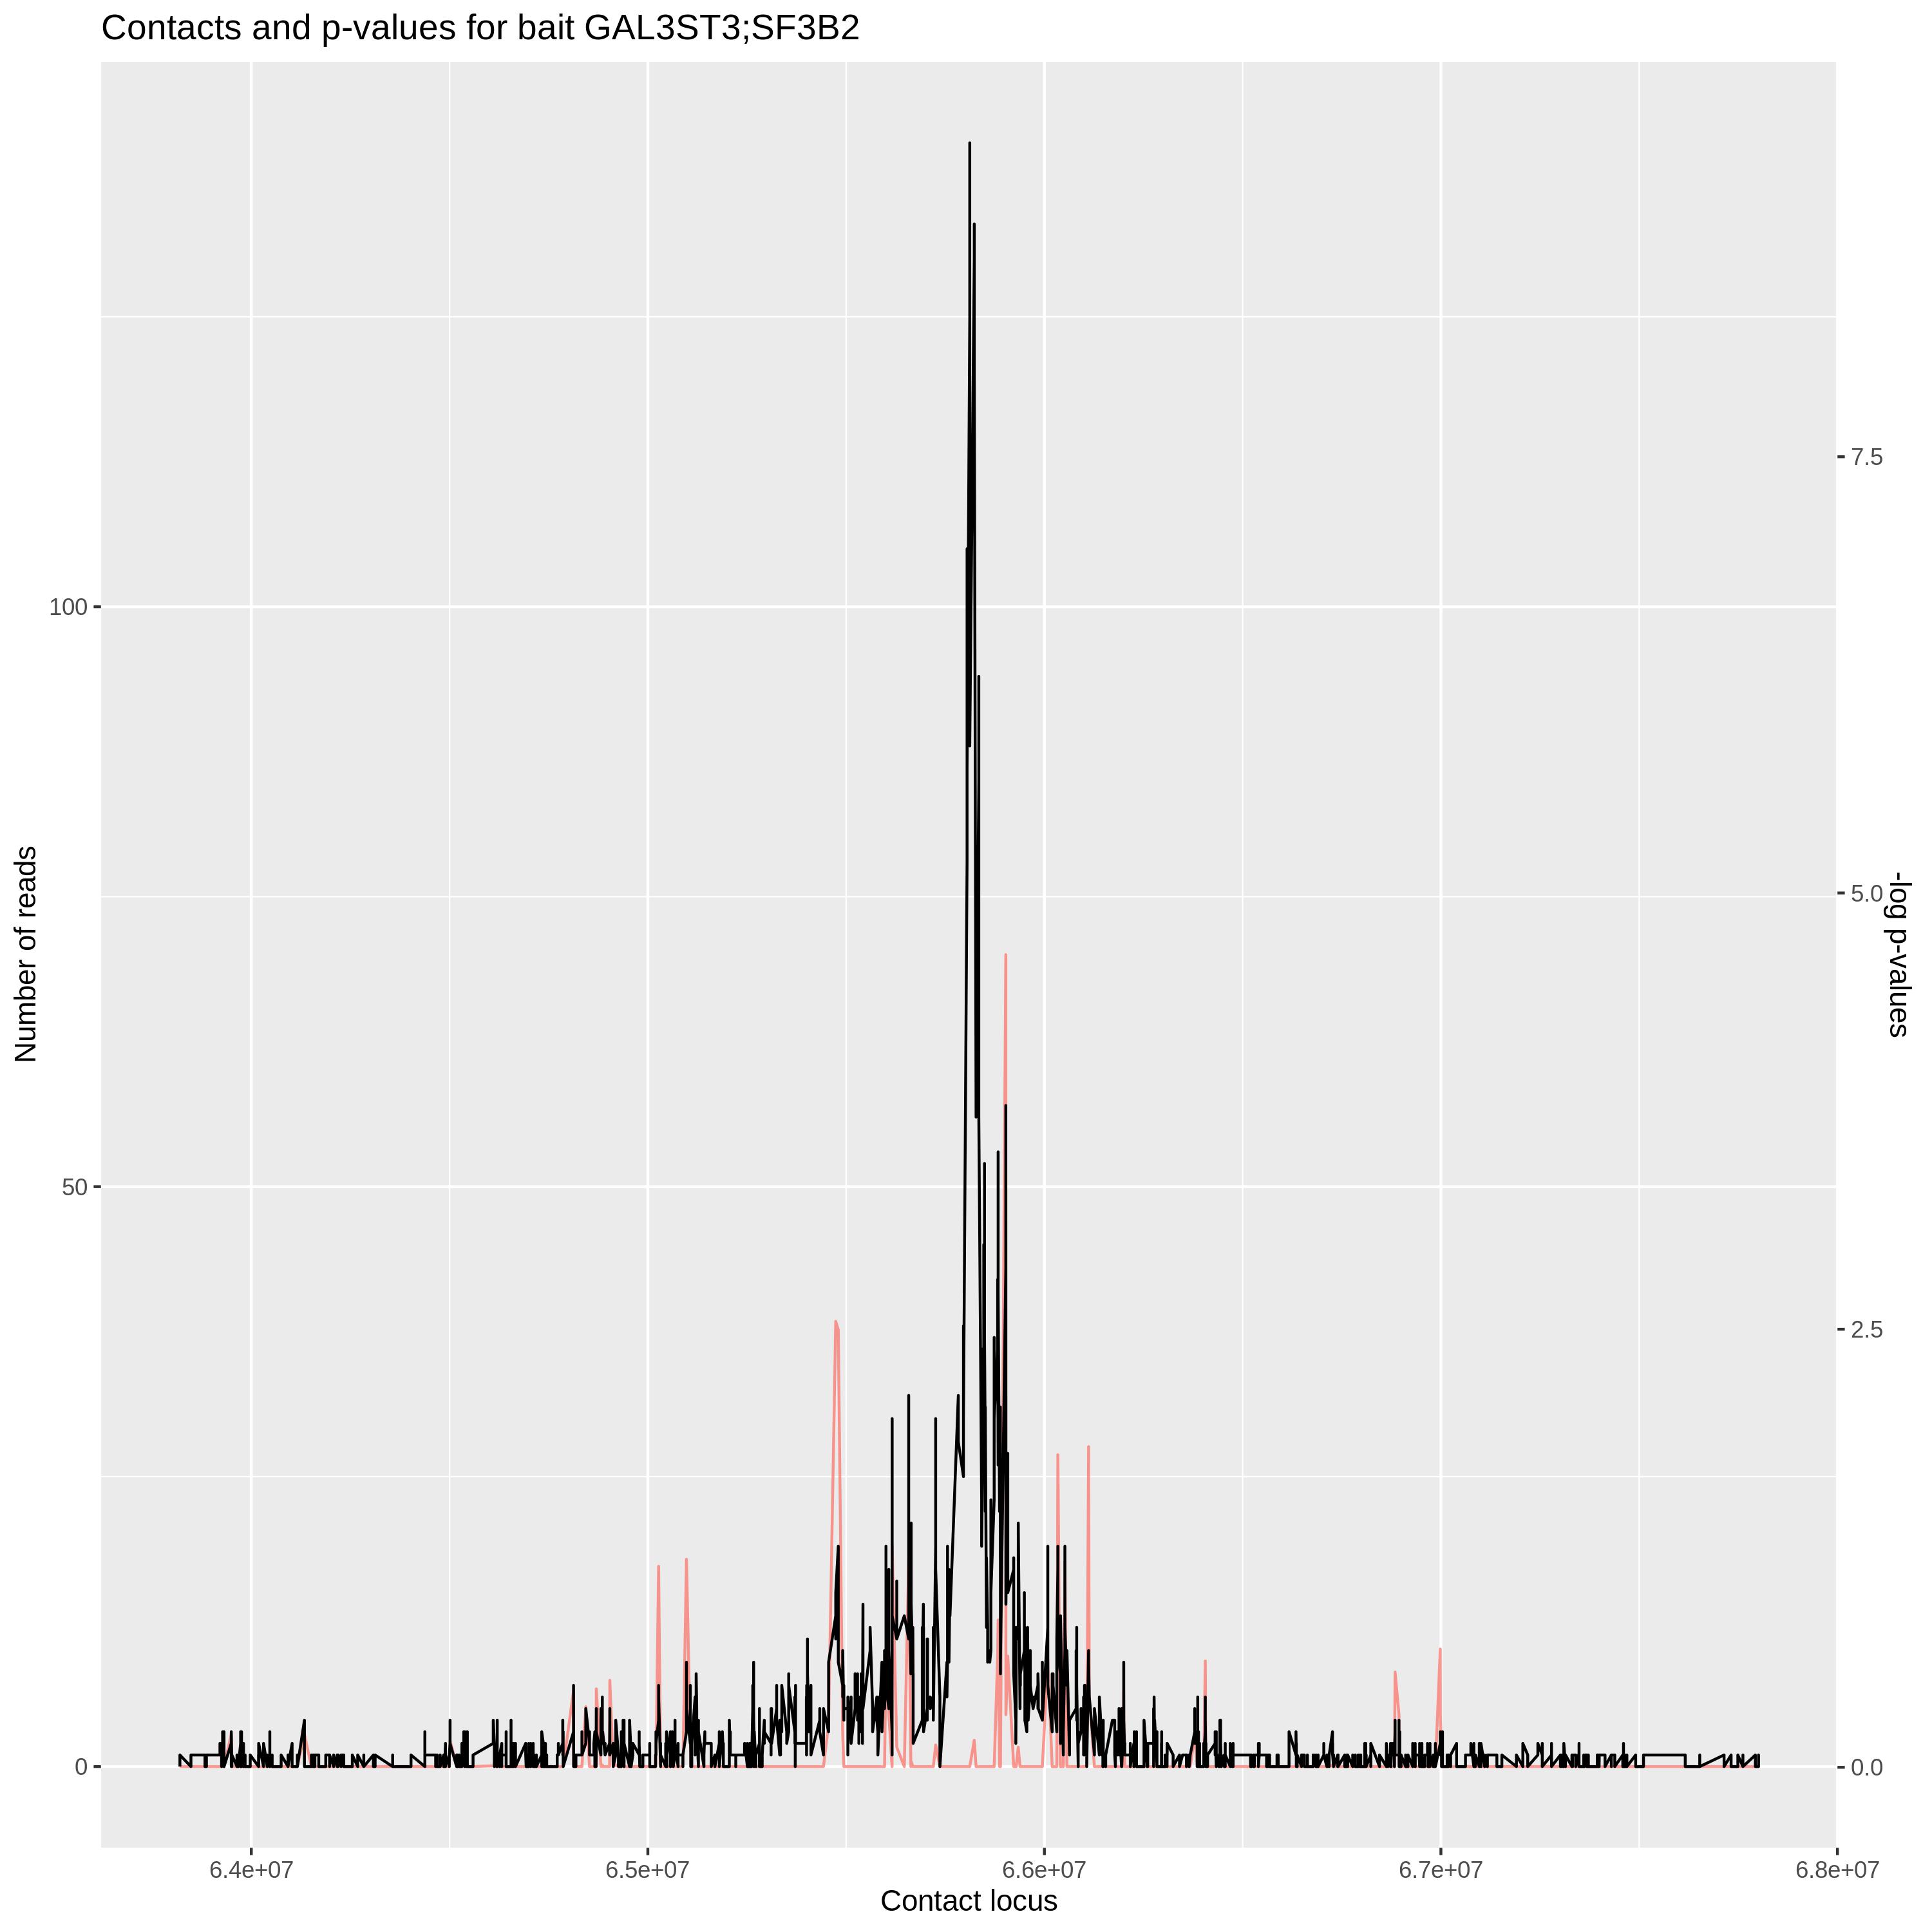 Contacts and p-values for bait GAL3ST3;SF3B2
Number of reads
100
50
0
7.5
5.0
2.5
0.0
-log p-values
6.4e+07
6.5e+07
6.6e+07
6.7e+07
6.8e+07
Contact locus